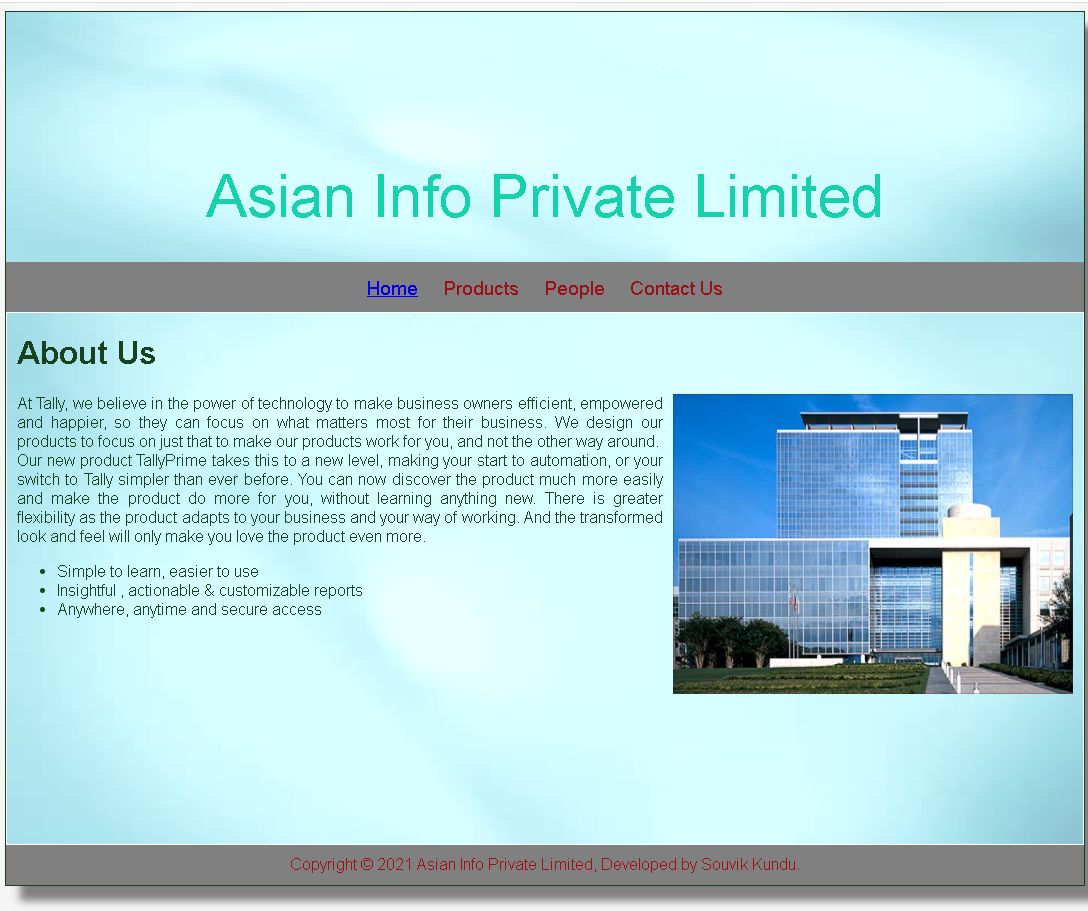 Asian Info Private Limited
Home Products People Contact Us
About Us
At Tally, we believe in the power of technology to make business owners efficient, empowered
and happier, so they can focus on what matters most for their business. We design our
products to focus on just that to make our products work for you, and not the other way around.
Our new product TallyPrime takes this to a new level, making your start to automation, or your
switch to Tally simpler than ever before. You can now discover the product much more easily
and make the product do more for you, without learning anything new. There is greater
flexibility as the product adapts to your business and your way of working. And the transformed
look and feel will only make you love the product even more.
• Simple to learn, easier to use
• Insightful , actionable & customizable reports
• Anywhere, anytime and secure access
Copyright © 2021 Asian Info Private Limited, Developed by Souvik Kundu.